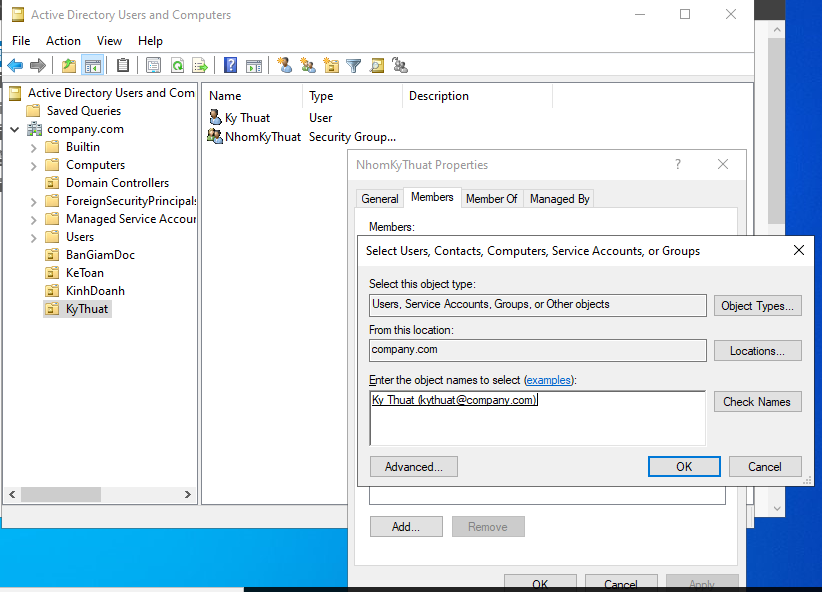 Active Directory Users and Computers
File Action View Help
Active Directory Users and Com
Saved Queries
company.com
Builtin
Computers
Domain Controllers
ForeignSecurityPrincipals
Managed Service Accour
Users
BanGiamDoc
KeToan
KinhDoanh
KyThuat
Name Type Description
Ky Thuat User
NhomKyThuat Security Group...
NhomKyThuat Properties
General Members Member Of Managed By
Members:
Select Users, Contacts, Computers, Service Accounts, or Groups
Select this object type:
Users, Service Accounts, Groups, or Other objects Object Types...
From this location:
company.com Locations...
Enter the object names to select (examples):
Ky Thuat (kythuat@company.com) Check Names
Advanced... OK Cancel
Add... Remove
OK Cancel Apply